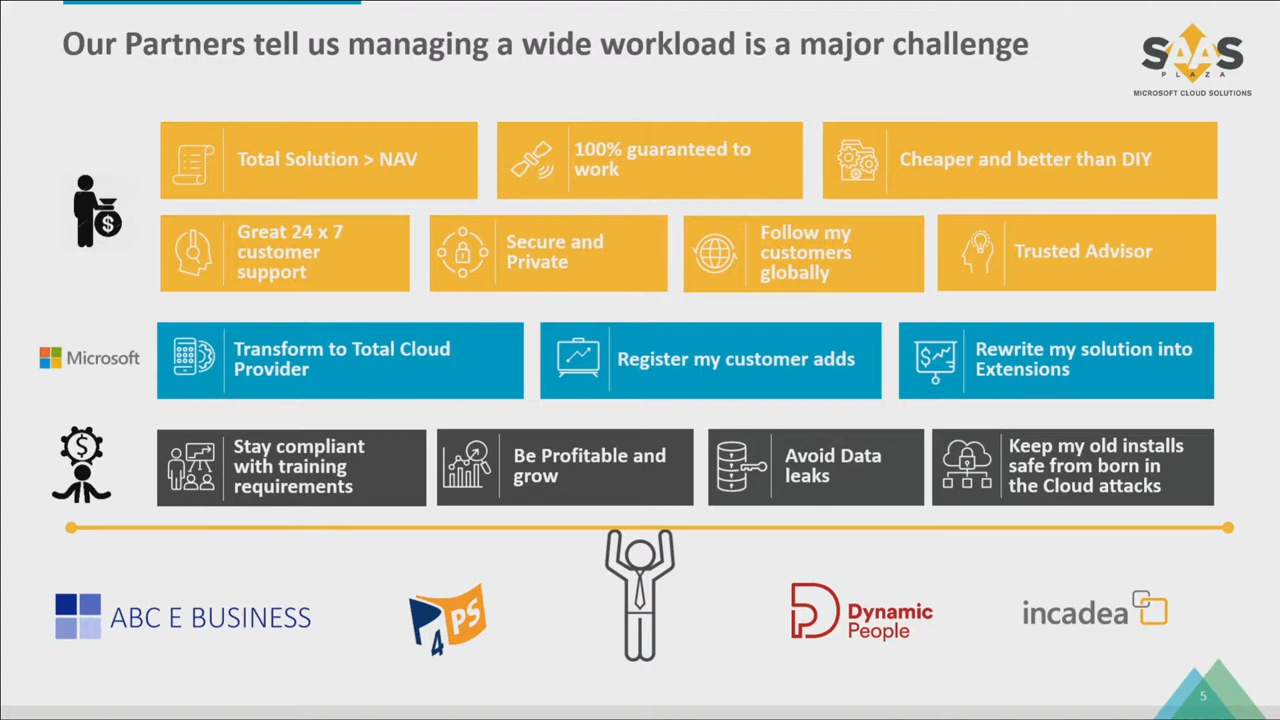 Our Partners tell us managing a wide workload is a major challenge
SAAS
PLAZA
MICROSOFT CLOUD SOLUTIONS
Total Solution > NAV
100% guaranteed to
work
Cheaper and better than DIY
Great 24 x 7
customer
support
Secure and
Private
Follow my
customers
globally
Trusted Advisor
Microsoft
Transform to Total Cloud
Provider
Register my customer adds
Rewrite my solution into
Extensions
Stay compliant
with training
requirements
Be Profitable and
grow
Avoid Data
leaks
Keep my old installs
safe from born in
the Cloud attacks
ABC E BUSINESS
P4PS
Dynamic
People
incadea
5